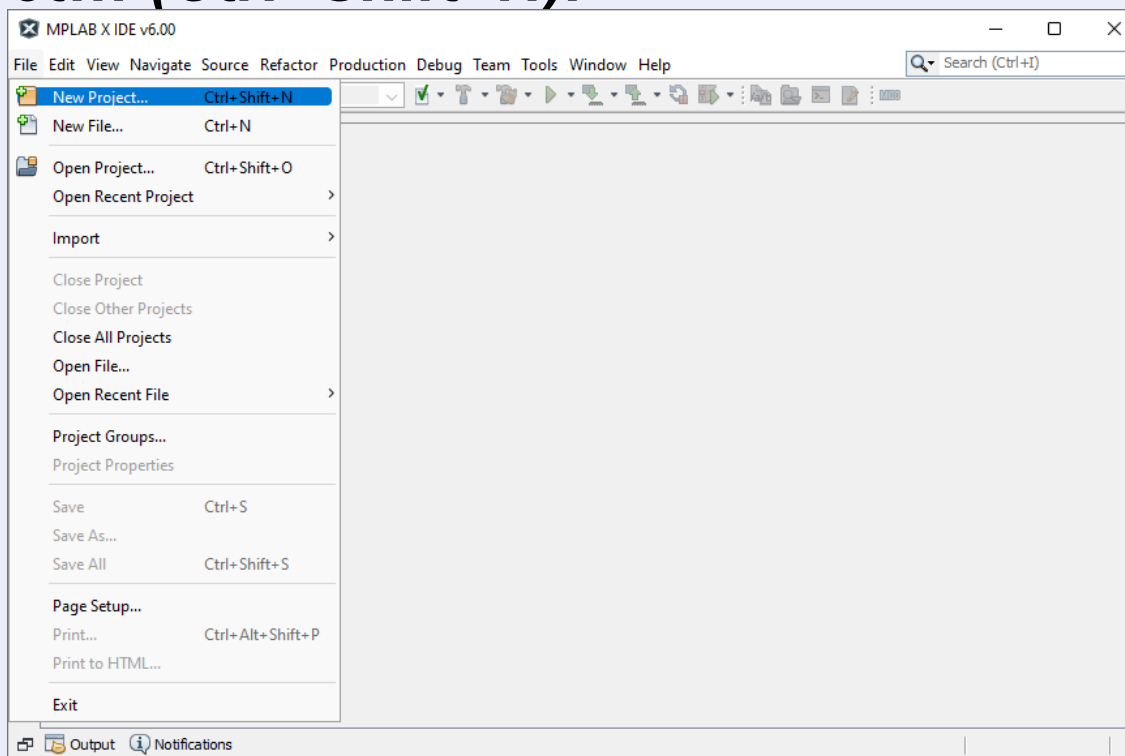 MPLAB X IDE v6.00
File Edit View Navigate Source Refactor Production Debug Team Tools Window Help
Search (Ctrl+I)
New Project... Ctrl+Shift+N
New File... Ctrl+N
Open Project... Ctrl+Shift+O
Open Recent Project
Import
Close Project
Close Other Projects
Close All Projects
Open File...
Open Recent File
Project Groups...
Project Properties
Save Ctrl+S
Save As...
Save All Ctrl+Shift+S
Page Setup...
Print... Ctrl+Alt+Shift+P
Print to HTML...
Exit
Output Notifications